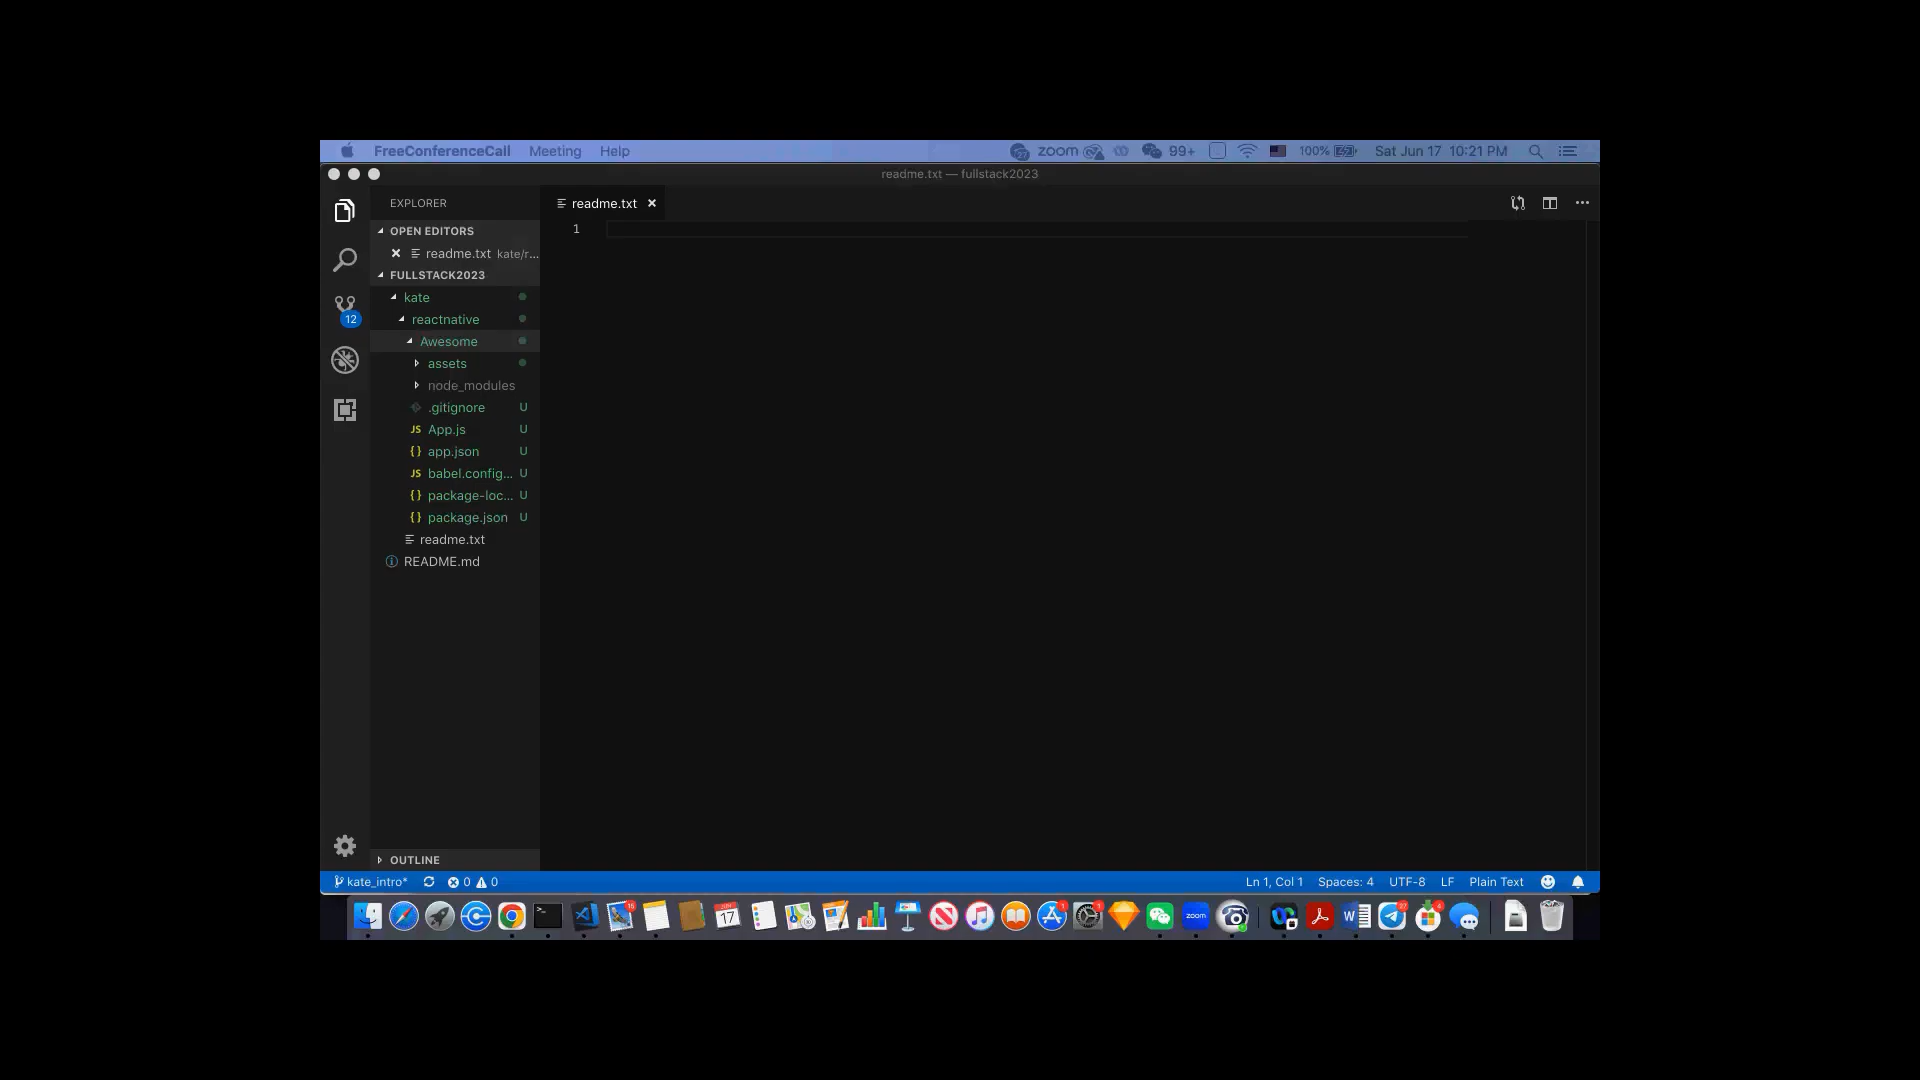 FreeConferenceCall Meeting Help zoom 99+ 100% Sat Jun 17 10:21 PM
readme.txt — fullstack2023
EXPLORER
readme.txt
OPEN EDITORS
readme.txt kate/r...
FULLSTACK2023
kate
reactnative
Awesome
assets
node_modules
.gitignore U
JS App.js U
{} app.json U
JS babel.config... U
{} package-loc... U
{} package.json U
readme.txt
README.md
1
12
OUTLINE
kate_intro* 0 0 Ln 1, Col 1 Spaces: 4 UTF-8 LF Plain Text
17 zoom W